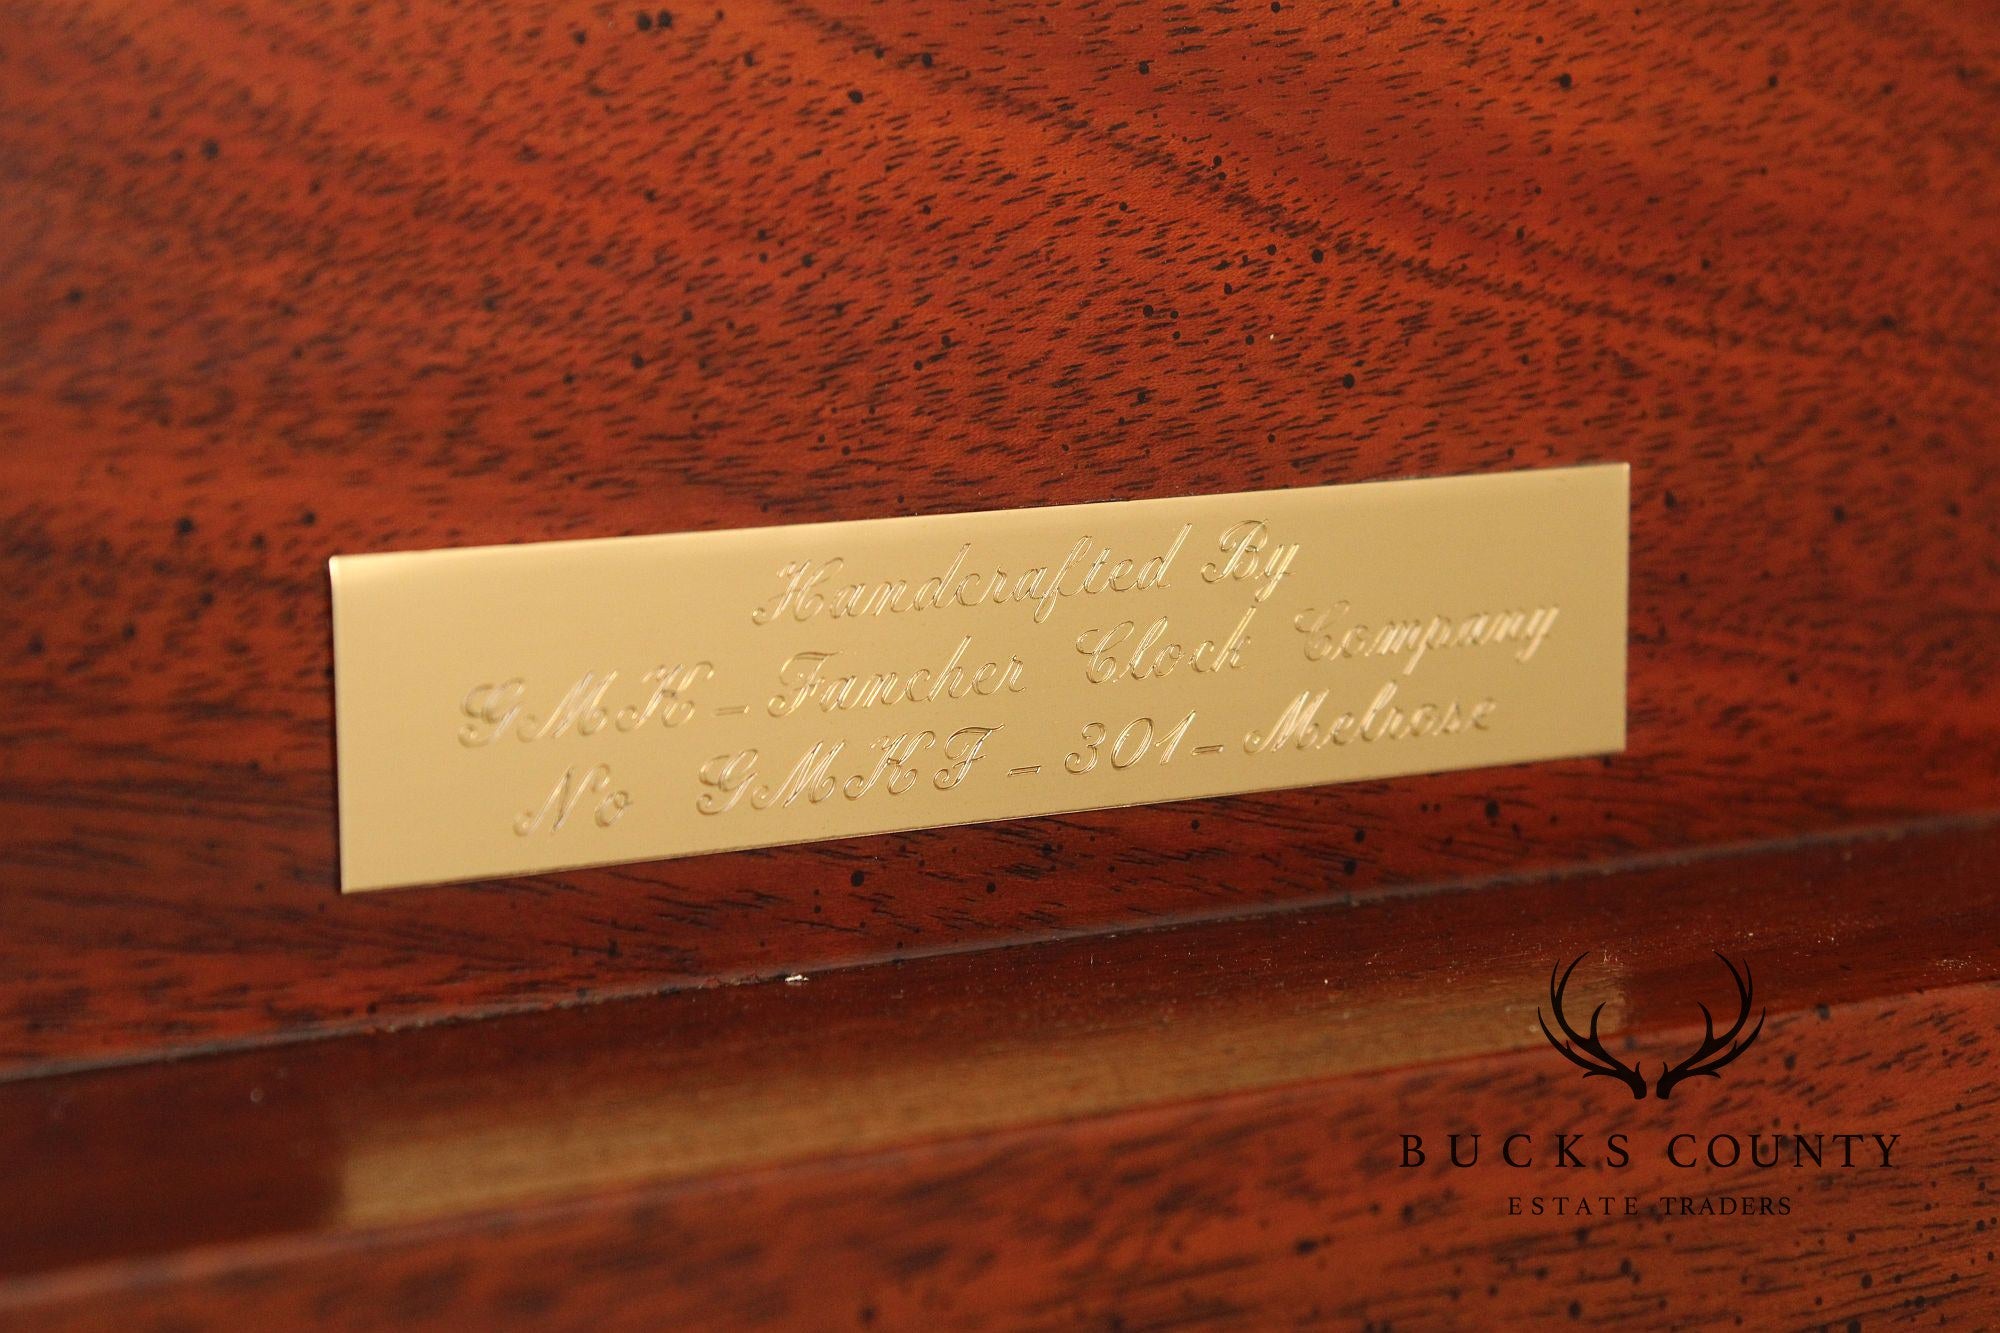 Handcrafted By
GMK - Fancher Clock Company
No GMKF - 301 - Melrose
BUCKS COUNTY
ESTATE TRADERS